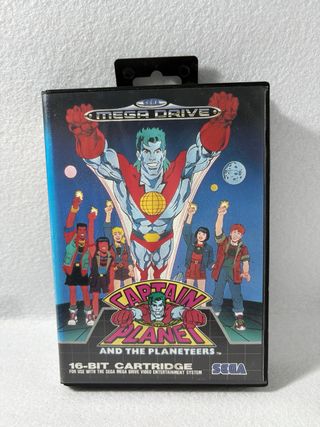 SEGA
MEGA DRIVE
CAPTAIN
PLANET
AND THE PLANETEERS
16-BIT CARTRIDGE
FOR USE WITH THE SEGA MEGA DRIVE VIDEO ENTERTAINMENT SYSTEM
SEGA